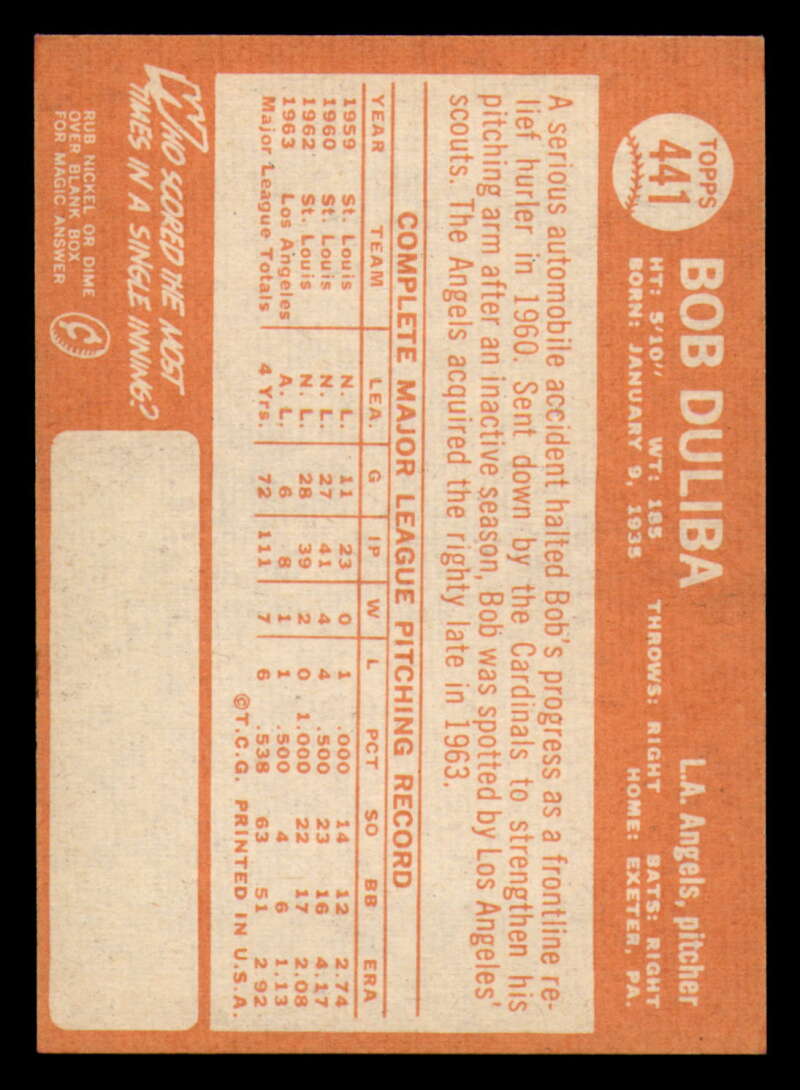 TOPPS
441
BOB DULIBA
L.A. Angels, pitcher
HT: 5'10" WT: 185 THROWS: RIGHT BATS: RIGHT
BORN: JANUARY 9, 1935 HOME: EXETER, PA.
A serious automobile accident halted Bob's progress as a frontline re-
lief hurler in 1960. Sent down by the Cardinals to strengthen his
pitching arm after an inactive season, Bob was spotted by Los Angeles'
scouts. The Angels acquired the righty late in 1963.
COMPLETE MAJOR LEAGUE PITCHING RECORD
YEAR TEAM LEA. G IP W L PCT SO BB ERA
1959 St. Louis N. L. 11 23 0 1 .000 14 12 2.74
1960 St. Louis N. L. 27 41 4 4 .500 23 16 4.17
1962 St. Louis N. L. 28 39 2 0 1.000 22 17 2.08
1963 Los Angeles A. L. 6 8 1 1 .500 4 6 1.13
Major League Totals 4 Yrs. 72 111 7 6 .538 63 51 2.92
©T.C.G. PRINTED IN U.S.A.
WHO SCORED THE MOST
TIMES IN A SINGLE INNING?
RUB NICKEL OR DIME
OVER BLANK BOX
FOR MAGIC ANSWER